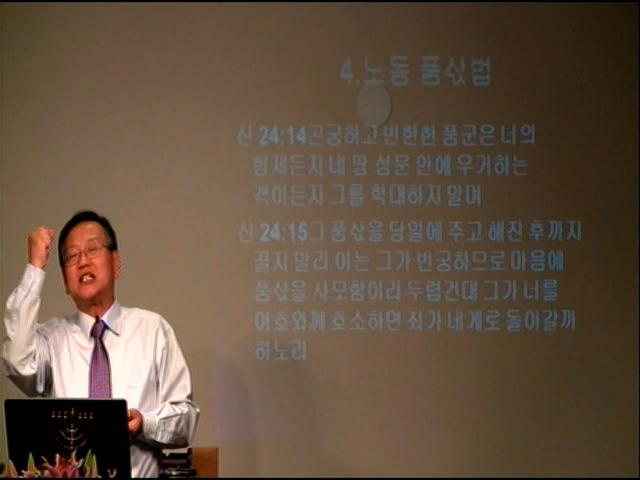 4.노동 품삯법
신 24:14곤궁하고 빈한한 품군은 너의
형제든지 네 땅 성문 안에 우거하는
객이든지 그를 학대하지 말며
신 24:15그 품삯을 당일에 주고 해진 후까지
끌지 말라 이는 그가 빈궁하므로 마음에
품삯을 사모함이라 두렵건대 그가 너를
여호와께 호소하면 죄가 네게로 돌아갈까
하노라